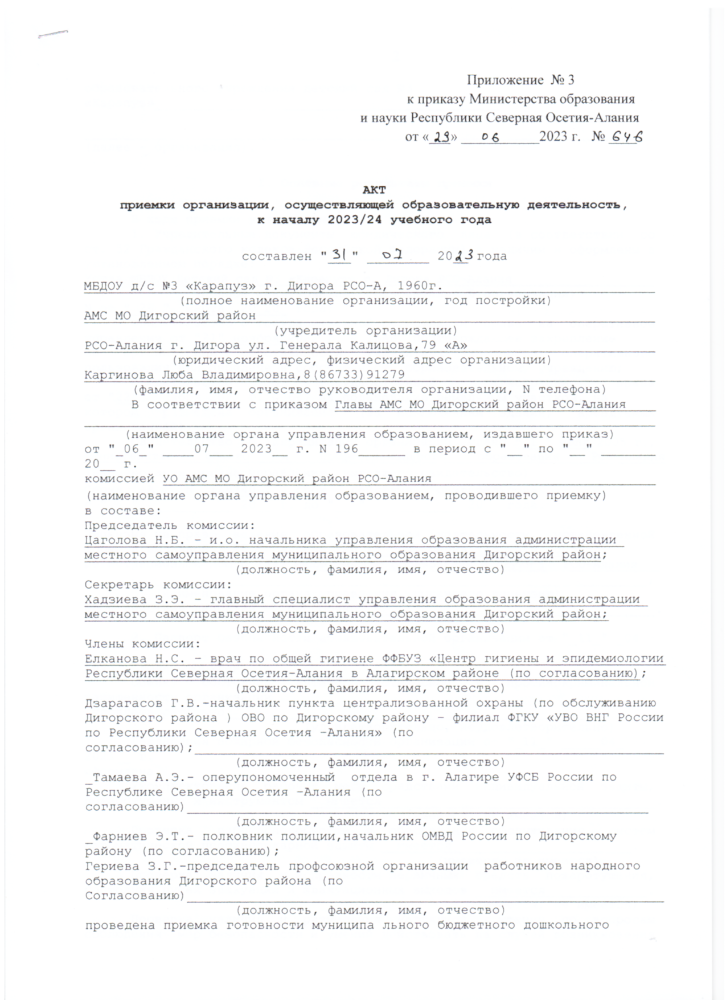 Приложение № 3
к приказу Министерства образования
и науки Республики Северная Осетия-Алания
от «29» 06 2023 г. № 646
АКТ
приемки организации, осуществляющей образовательную деятельность,
к началу 2023/24 учебного года
составлен "31" 07 2023 года
МБДОУ д/с №3 «Карапуз» г. Дигора РСО-А, 1960г.
(полное наименование организации, год постройки)
АМС МО Дигорский район
(учредитель организации)
РСО-Алания г. Дигора ул. Генерала Калицова,79 «А»
(юридический адрес, физический адрес организации)
Каргинова Люба Владимировна,8(86733)91279
(фамилия, имя, отчество руководителя организации, N телефона)
В соответствии с приказом Главы АМС МО Дигорский район РСО-Алания
(наименование органа управления образованием, издавшего приказ)
от "_06_" ____07___ 2023__ г. N 196______ в период с "__" по "__" _______
20__ г.
комиссией УО АМС МО Дигорский район РСО-Алания
(наименование органа управления образованием, проводившего приемку)
в составе:
Председатель комиссии:
Цаголова Н.Б. – и.о. начальника управления образования администрации
местного самоуправления муниципального образования Дигорский район;
(должность, фамилия, имя, отчество)
Секретарь комиссии:
Хадзиева З.Э. – главный специалист управления образования администрации
местного самоуправления муниципального образования Дигорский район;
(должность, фамилия, имя, отчество)
Члены комиссии:
Елканова Н.С. – врач по общей гигиене ФФБУЗ «Центр гигиены и эпидемиологии
Республики Северная Осетия-Алания в Алагирском районе (по согласованию);
(должность, фамилия, имя, отчество)
Дзарагасов Г.В.-начальник пункта централизованной охраны (по обслуживанию
Дигорского района ) ОВО по Дигорскому району – филиал ФГКУ «УВО ВНГ России
по Республики Северная Осетия –Алания» (по
согласованию);____________________
(должность, фамилия, имя, отчество)
_Тамаева А.Э.- оперупономоченный отдела в г. Алагире УФСБ России по
Республике Северная Осетия –Алания (по
согласованию)____________________
(должность, фамилия, имя, отчество)
_Фарниев Э.Т.- полковник полиции,начальник ОМВД России по Дигорскому
району (по согласованию);
Гериева З.Г.-председатель профсоюзной организации работников народного
образования Дигорского района (по
Согласованию)____________________
(должность, фамилия, имя, отчество)
проведена приемка готовности муниципа льного бюджетного дошкольного